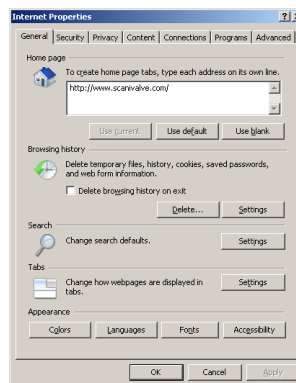 Internet Properties
General Security Privacy Content Connections Programs Advanced
Home page
To create home page tabs, type each address on its own line.
http://www.scanivalve.com/
Use current Use default Use blank
Browsing history
Delete temporary files, history, cookies, saved passwords,
and web form information.
Delete browsing history on exit
Delete... Settings
Search
Change search defaults.
Settings
Tabs
Change how webpages are displayed in
tabs.
Settings
Appearance
Colors Languages Fonts Accessibility
OK Cancel Apply